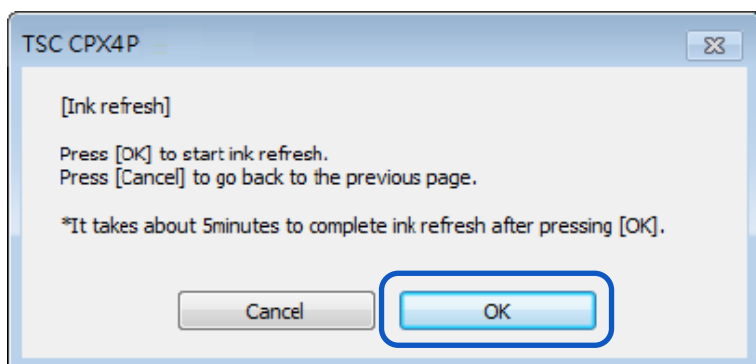 TSC CPX4P
[Ink refresh]
Press [OK] to start ink refresh.
Press [Cancel] to go back to the previous page.
*It takes about 5minutes to complete ink refresh after pressing [OK].
Cancel OK